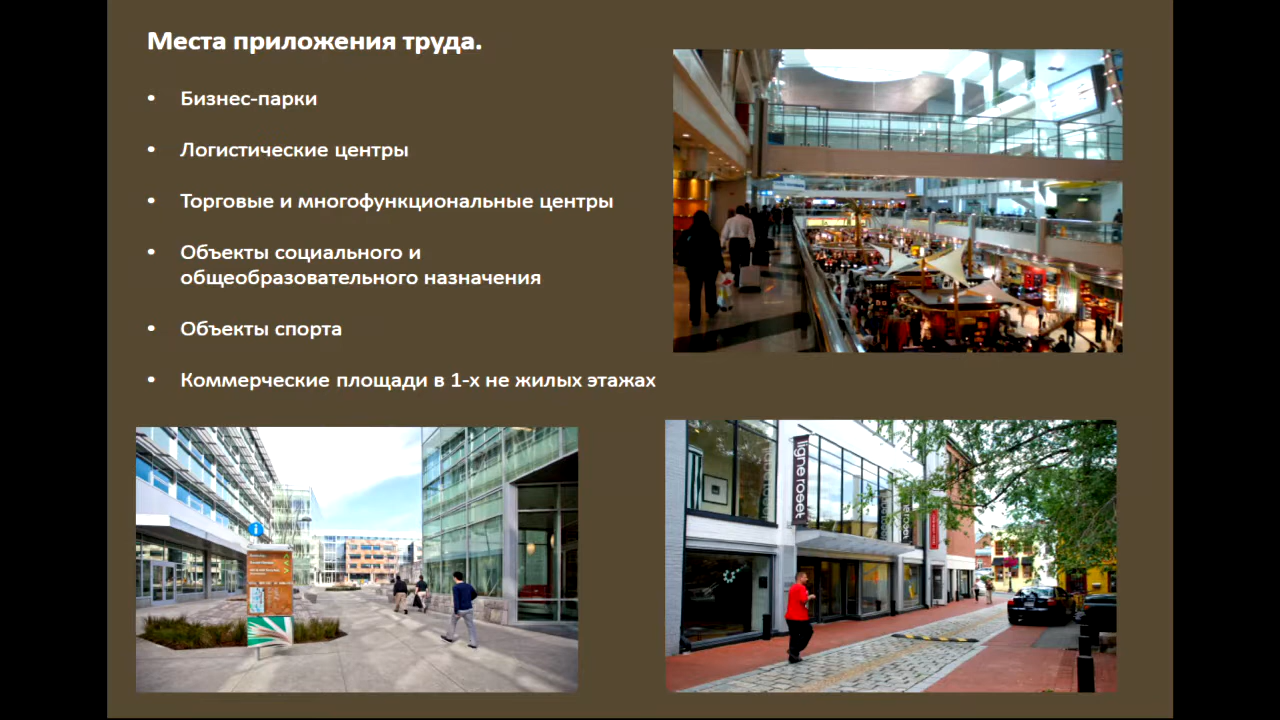 Места приложения труда.
• Бизнес-парки
• Логистические центры
• Торговые и многофункциональные центры
• Объекты социального и
общеобразовательного назначения
• Объекты спорта
• Коммерческие площади в 1-х не жилых этажах
i
ligne roset